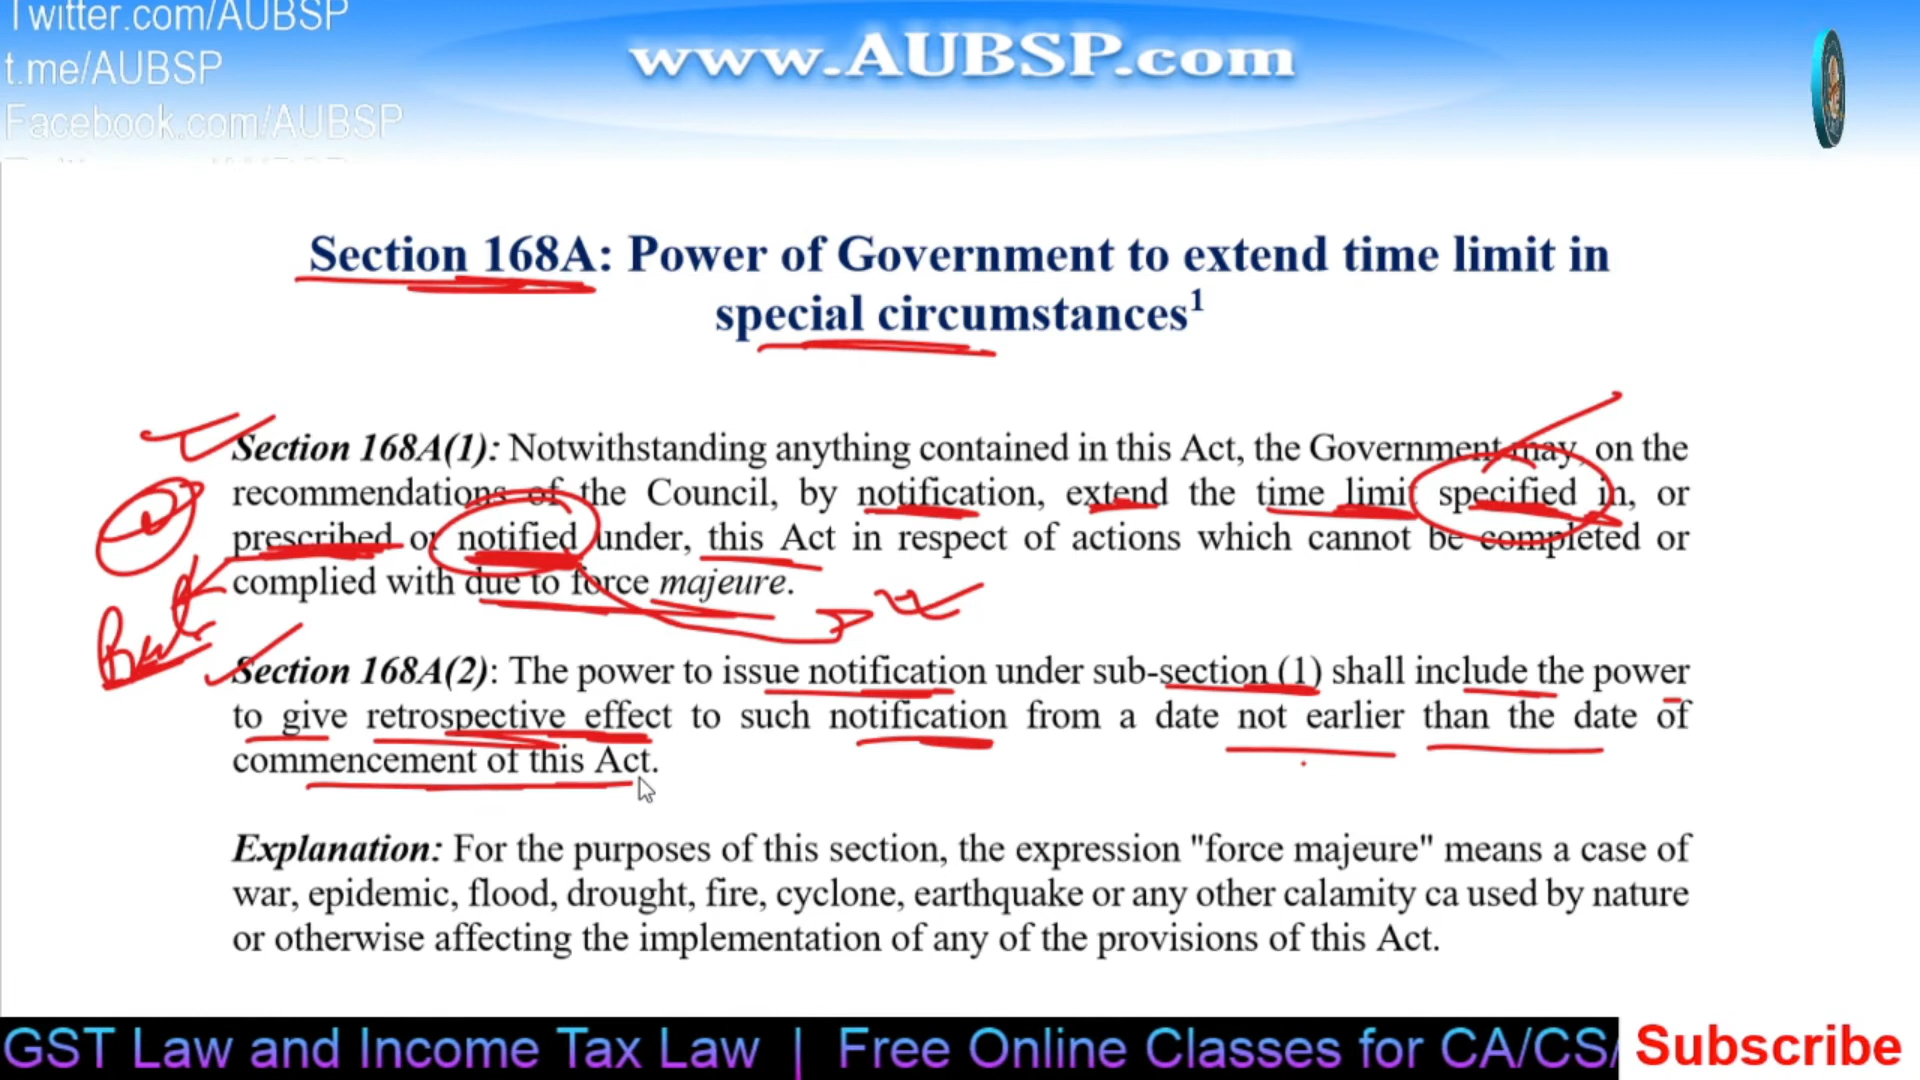 Twitter.com/AUBSP
t.me/AUBSP
Facebook.com/AUBSP
www.AUBSP.com
Section 168A: Power of Government to extend time limit in
special circumstances1
Section 168A(1): Notwithstanding anything contained in this Act, the Government may, on the
recommendations of the Council, by notification, extend the time limit specified in, or
prescribed or notified under, this Act in respect of actions which cannot be completed or
complied with due to force majeure.
Section 168A(2): The power to issue notification under sub-section (1) shall include the power
to give retrospective effect to such notification from a date not earlier than the date of
commencement of this Act.
Explanation: For the purposes of this section, the expression "force majeure" means a case of
war, epidemic, flood, drought, fire, cyclone, earthquake or any other calamity ca used by nature
or otherwise affecting the implementation of any of the provisions of this Act.
GST Law and Income Tax Law | Free Online Classes for CA/CS/
Subscribe